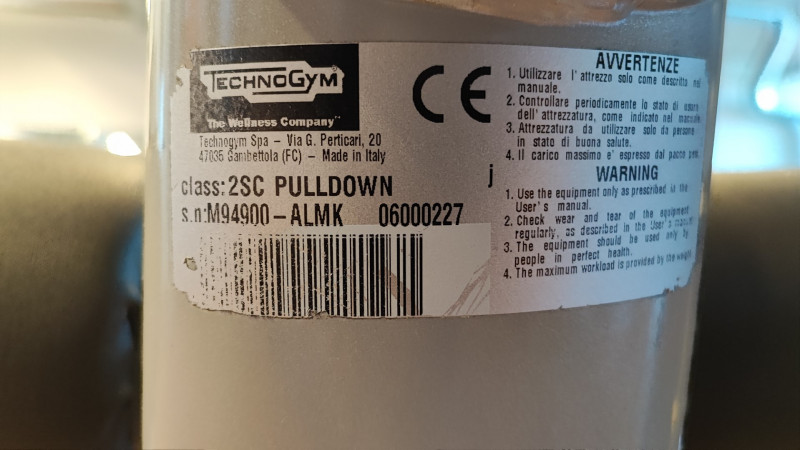 TECHNOGYM
The Wellness Company
Technogym Spa – Via G. Perticari, 20
47035 Gambettola (FC) – Made in Italy
class: 2SC PULLDOWN
s.n: M94900-ALMK 06000227
CE
j
AVVERTENZE
1. Utilizzare l'attrezzo solo come descritto nel
manuale.
2. Controllare periodicamente lo stato di usura
dell'attrezzatura, come indicato nel manuale
3. Attrezzatura da utilizzare solo da persone
in stato di buona salute.
4. Il carico massimo e' espresso dal pacco pesi.
WARNING
1. Use the equipment only as prescribed in the
User's manual.
2. Check wear and tear of the equipment
regularly, as described in the User's manual
3. The equipment should be used only by
people in perfect health.
4. The maximum workload is provided by the weight